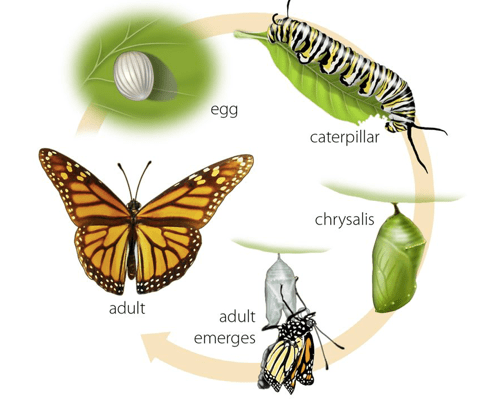 egg
caterpillar
chrysalis
adult
emerges
adult